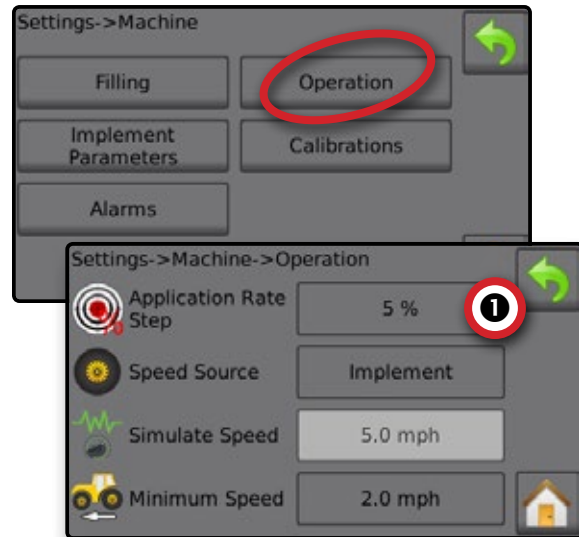 Settings->Machine
Filling
Operation
Implement
Parameters
Calibrations
Alarms
Settings->Machine->Operation
Application Rate
Step
5 %
1
Speed Source
Implement
Simulate Speed
5.0 mph
Minimum Speed
2.0 mph